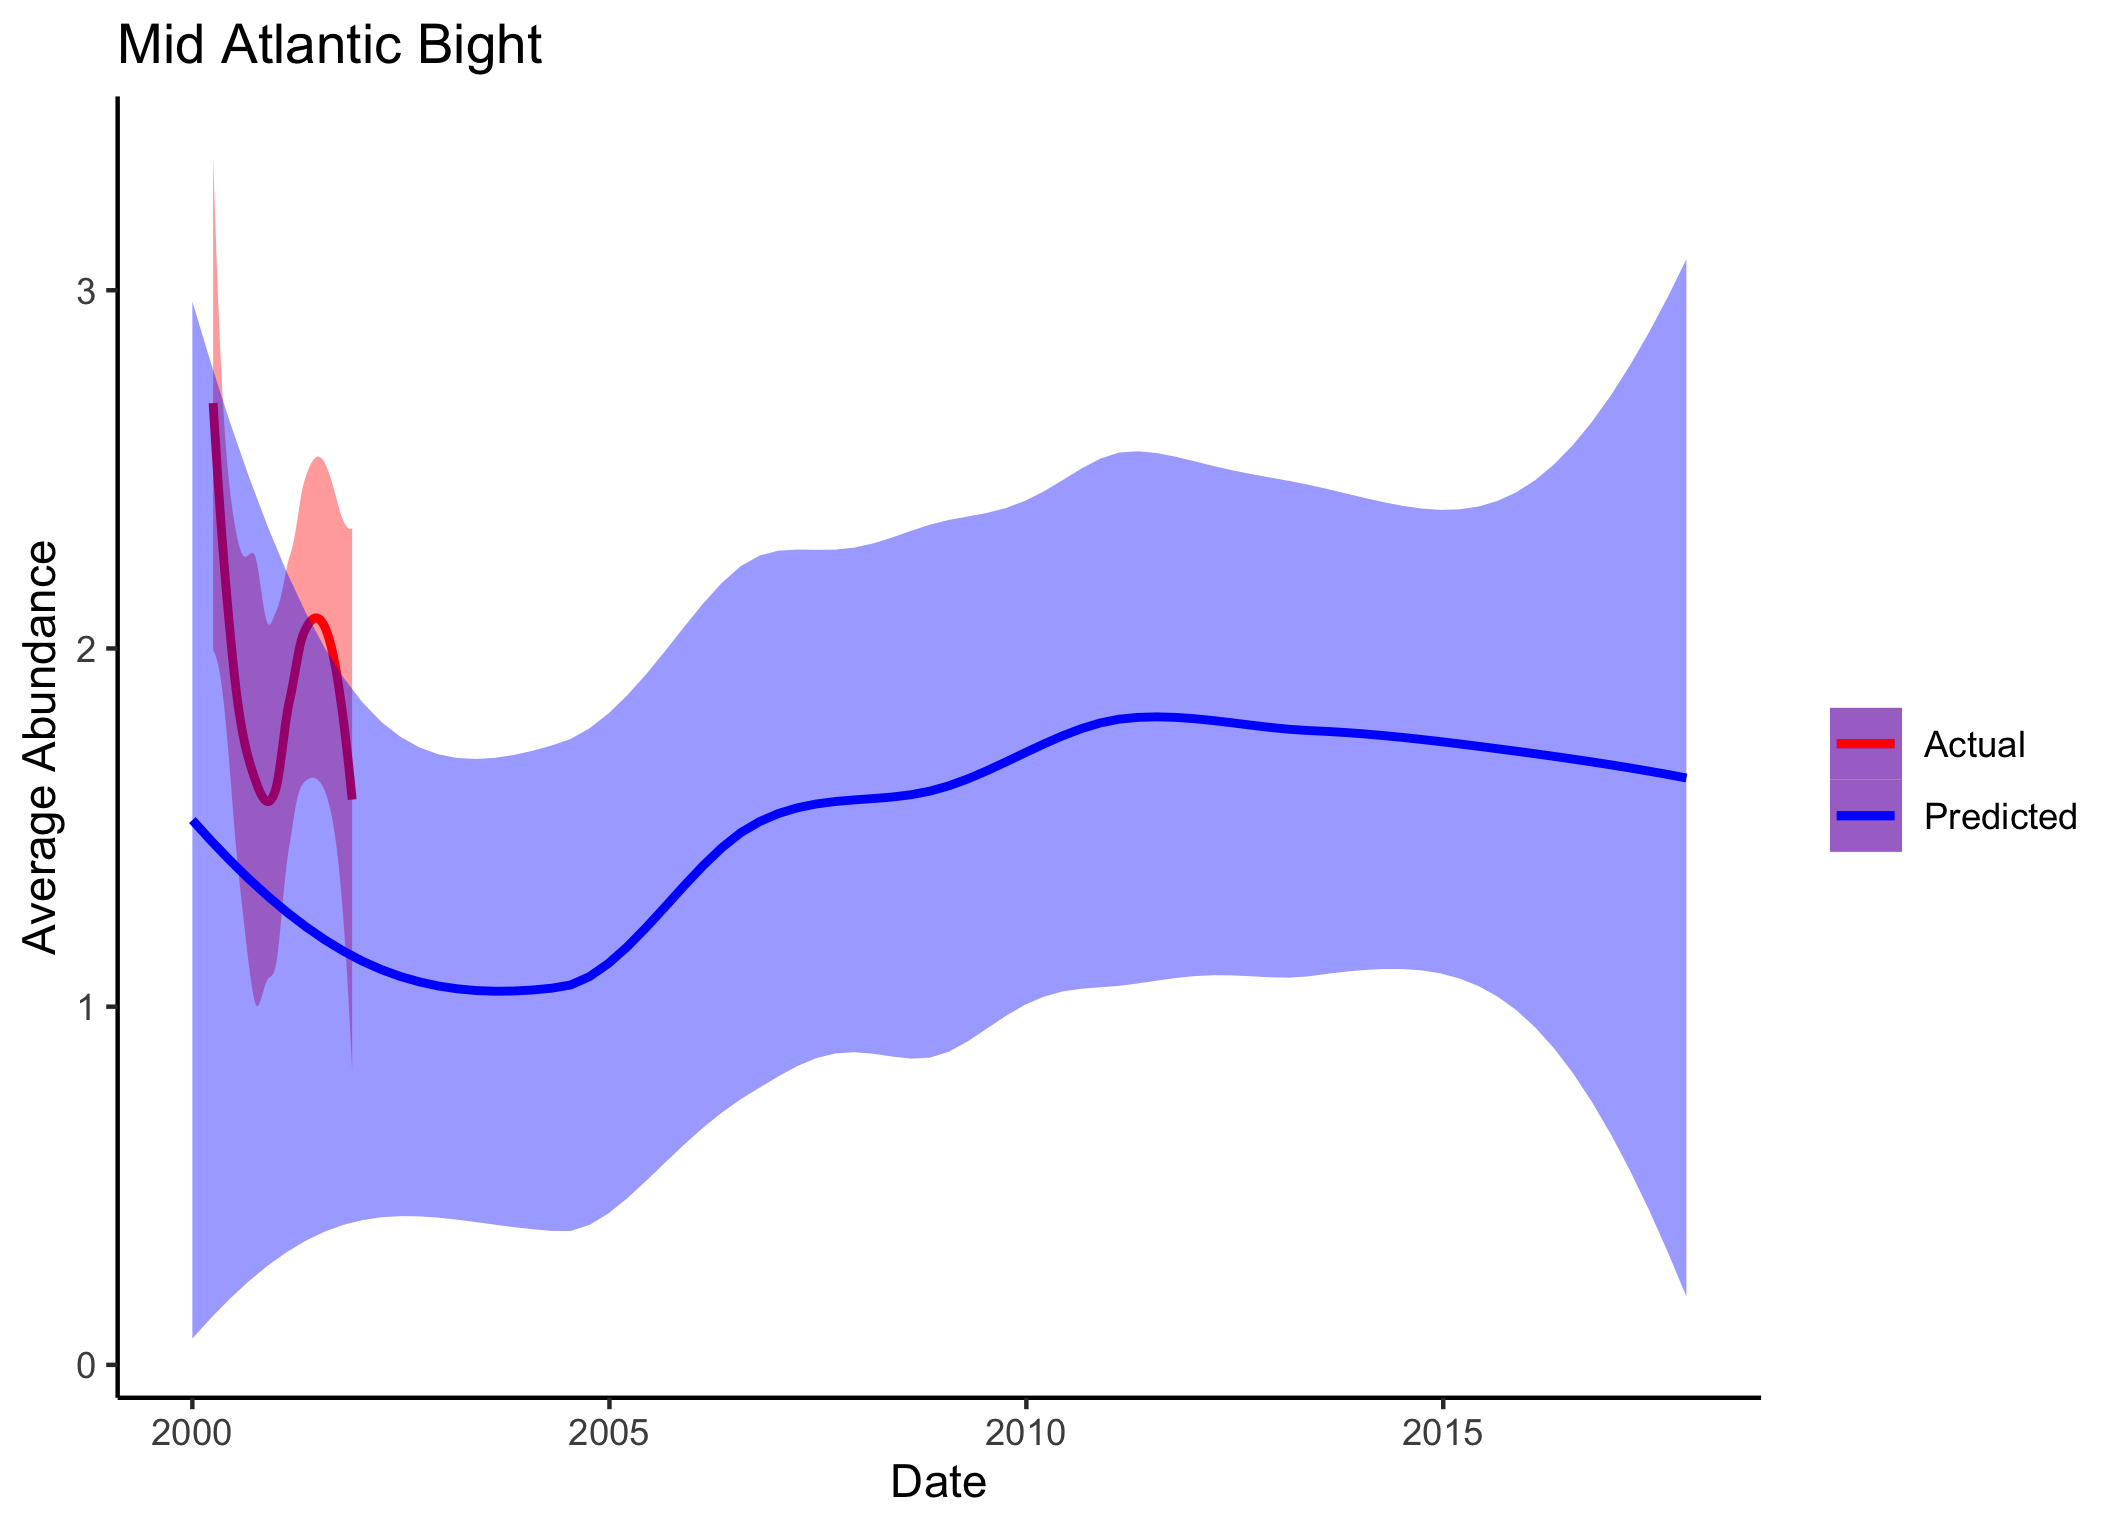 Mid Atlantic Bight
Average Abundance
3
2
1
0
2000 2005 2010 2015
Date
Actual
Predicted